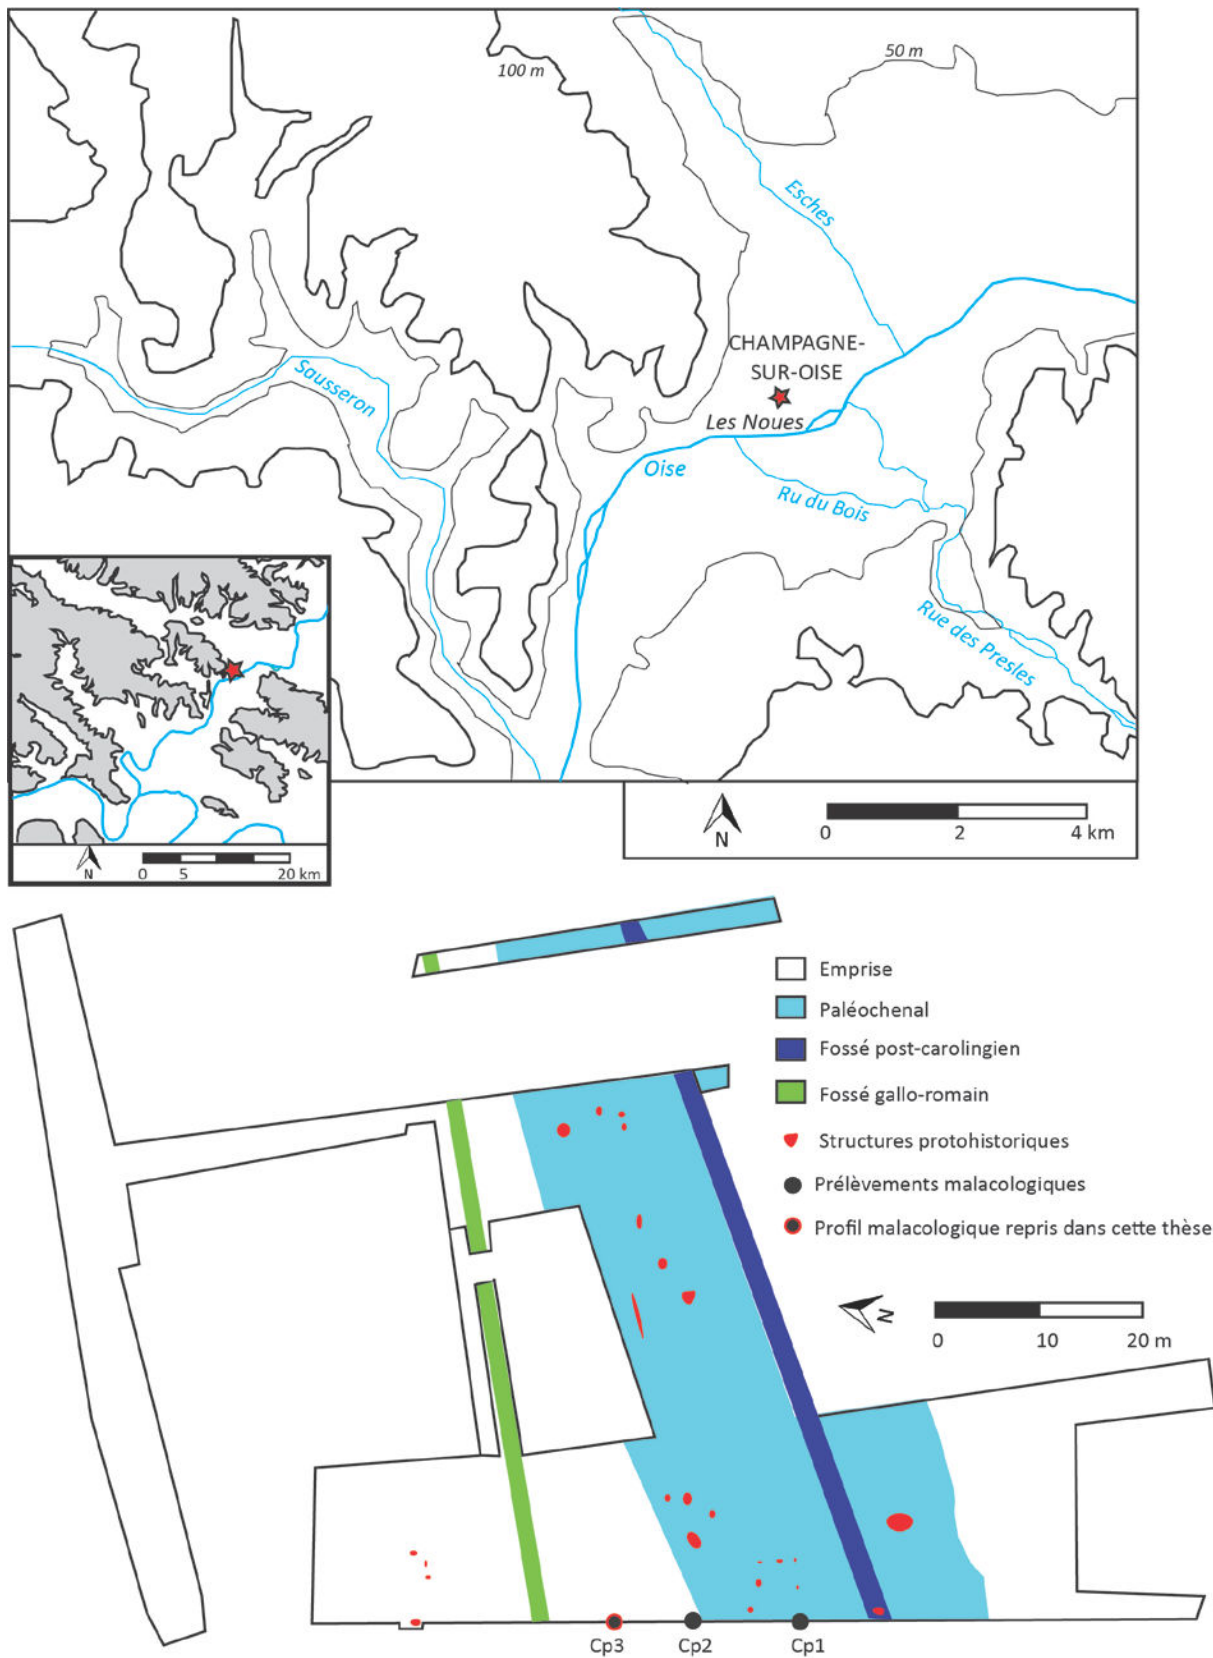 100 m
50 m
Esches
CHAMPAGNE-
SUR-OISE
Les Noues
Sausseron
Oise
Ru du Bois
Rue des Presles
N
0 2 4 km
N
0 5 20 km
Emprise
Paléochenal
Fossé post-carolingien
Fossé gallo-romain
Structures protohistoriques
Prélèvements malacologiques
Profil malacologique repris dans cette thèse
N
0 10 20 m
Cp3 Cp2 Cp1